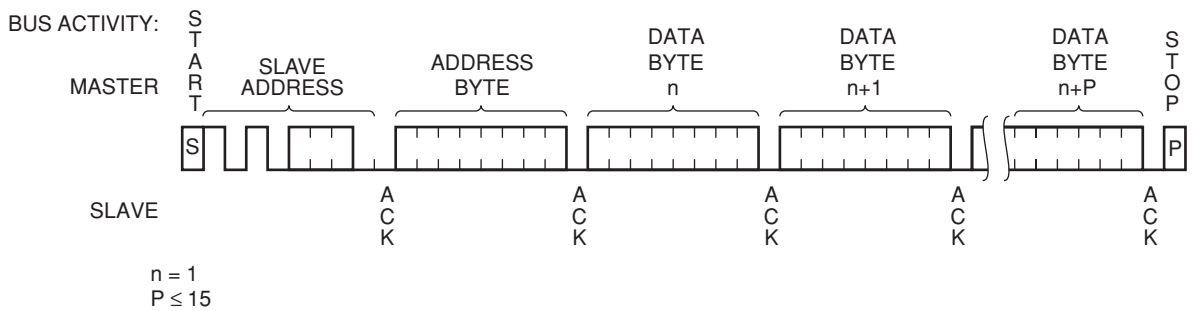 BUS ACTIVITY:
MASTER
START
SLAVE
ADDRESS
ADDRESS
BYTE
DATA
BYTE
n
DATA
BYTE
n+1
DATA
BYTE
n+P
STOP
S
P
SLAVE
ACK
ACK
ACK
ACK
ACK
n = 1
P ≤ 15